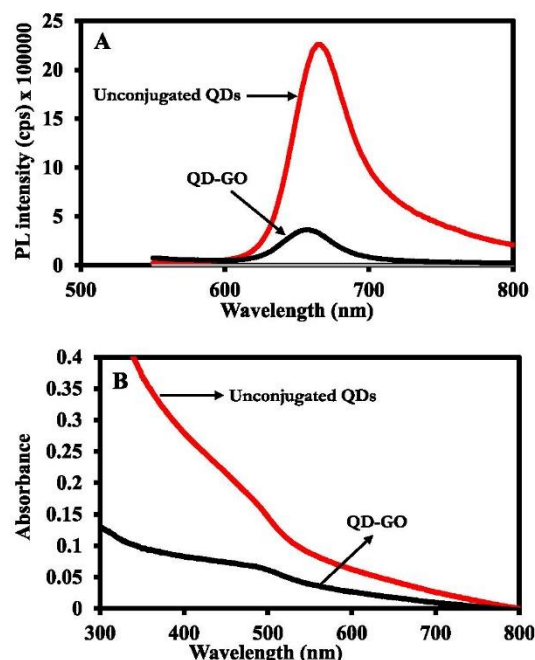 A
25
20
15
10
5
0
PL intensity (cps) x 100000
Unconjugated QDs
QD-GO
500 600 700 800
Wavelength (nm)
B
0.4
0.35
0.3
0.25
0.2
0.15
0.1
0.05
0
Absorbance
Unconjugated QDs
QD-GO
300 400 500 600 700 800
Wavelength (nm)